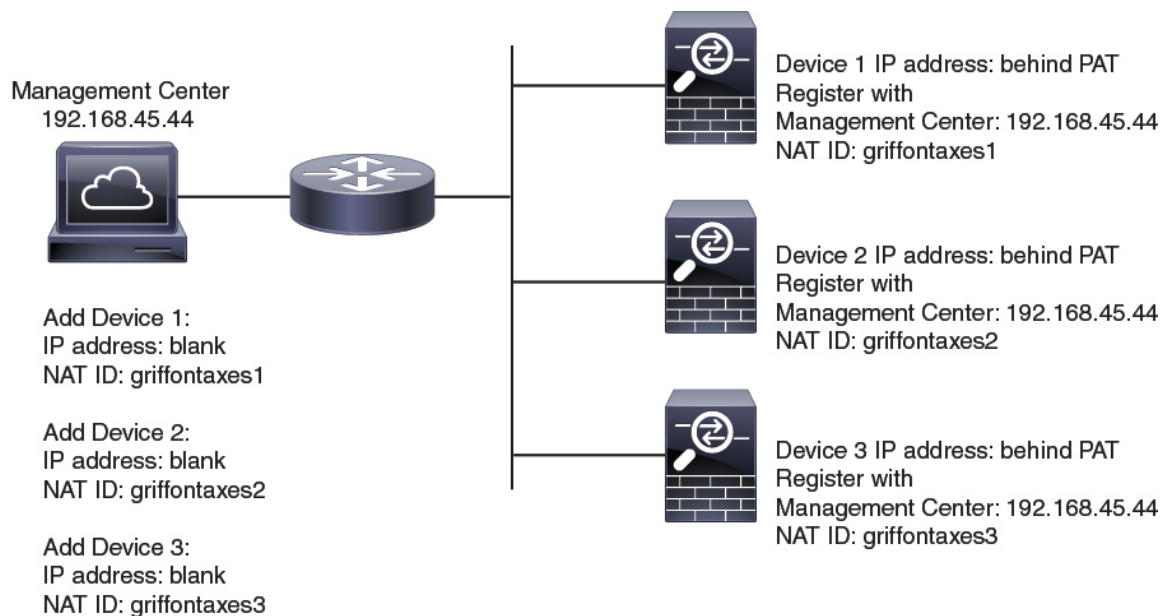 Management Center
192.168.45.44
Add Device 1:
IP address: blank
NAT ID: griffontaxes1
Add Device 2:
IP address: blank
NAT ID: griffontaxes2
Add Device 3:
IP address: blank
NAT ID: griffontaxes3
Device 1 IP address: behind PAT
Register with
Management Center: 192.168.45.44
NAT ID: griffontaxes1
Device 2 IP address: behind PAT
Register with
Management Center: 192.168.45.44
NAT ID: griffontaxes2
Device 3 IP address: behind PAT
Register with
Management Center: 192.168.45.44
NAT ID: griffontaxes3